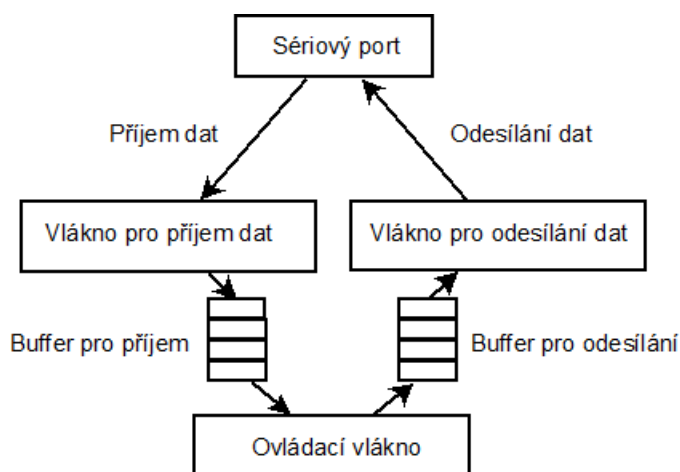 Sériový port
Příjem dat
Odesílání dat
Vlákno pro příjem dat
Vlákno pro odesílání dat
Buffer pro příjem
Buffer pro odesílání
Ovládací vlákno